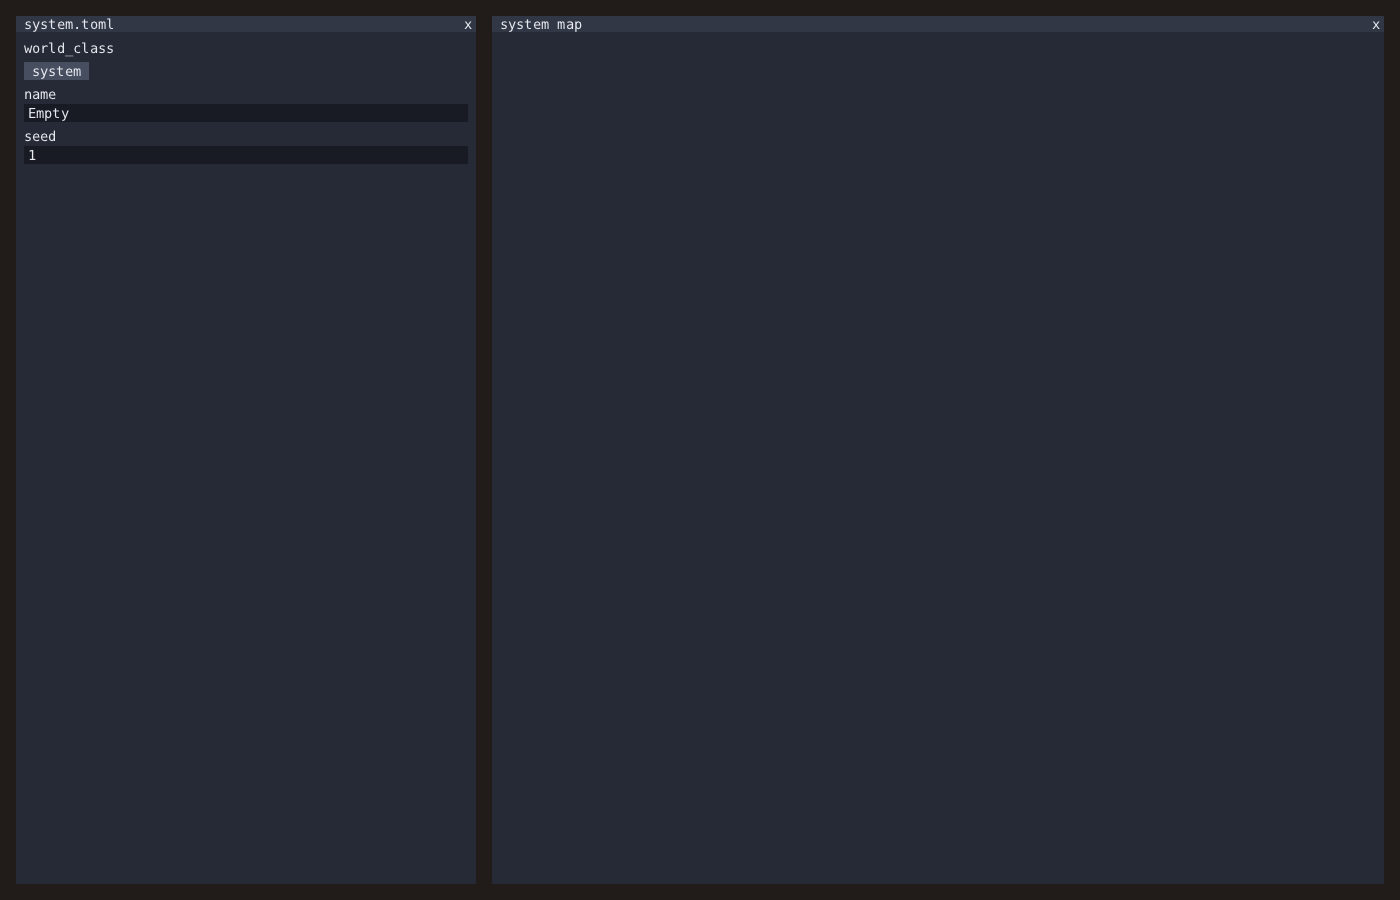 system.toml x
world_class
system
name
Empty
seed
1
system map x